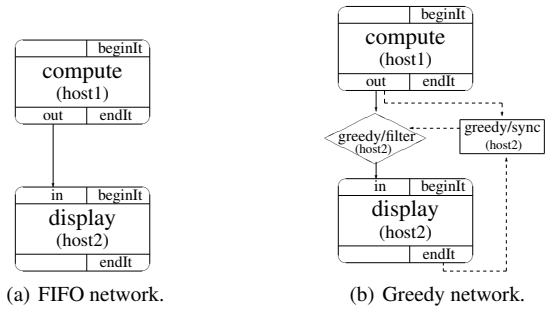 beginIt
compute
(host1)
out endIt
in beginIt
display
(host2)
endIt
(a) FIFO network.
beginIt
compute
(host1)
out endIt
greedy/filter
(host2)
greedy/sync
(host2)
in beginIt
display
(host2)
endIt
(b) Greedy network.